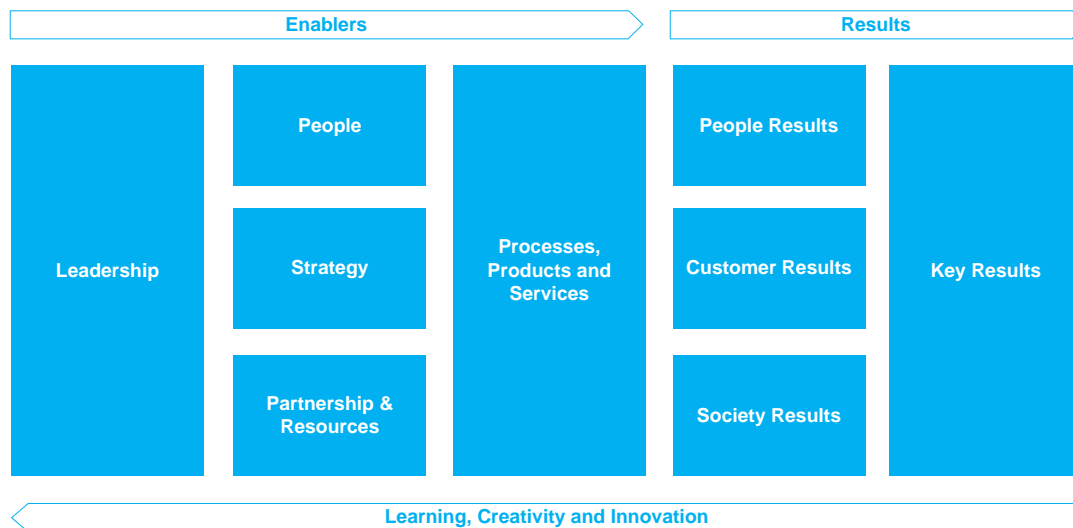 Enablers
Results
Leadership
People
Strategy
Partnership &
Resources
Processes,
Products and
Services
People Results
Customer Results
Society Results
Key Results
Learning, Creativity and Innovation